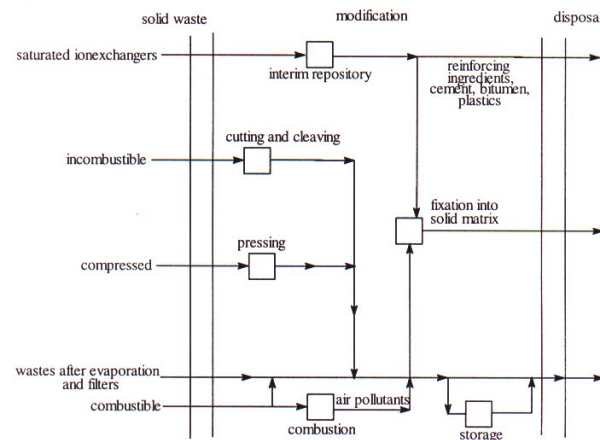 solid waste
modification
disposa
saturated ionexchangers
interim repository
reinforcing
ingredients,
cement, bitumen,
plastics
cutting and cleaving
incombustible
fixation into
solid matrix
pressing
compressed
wastes after evaporation
and filters
combustible
air pollutants
combustion
storage